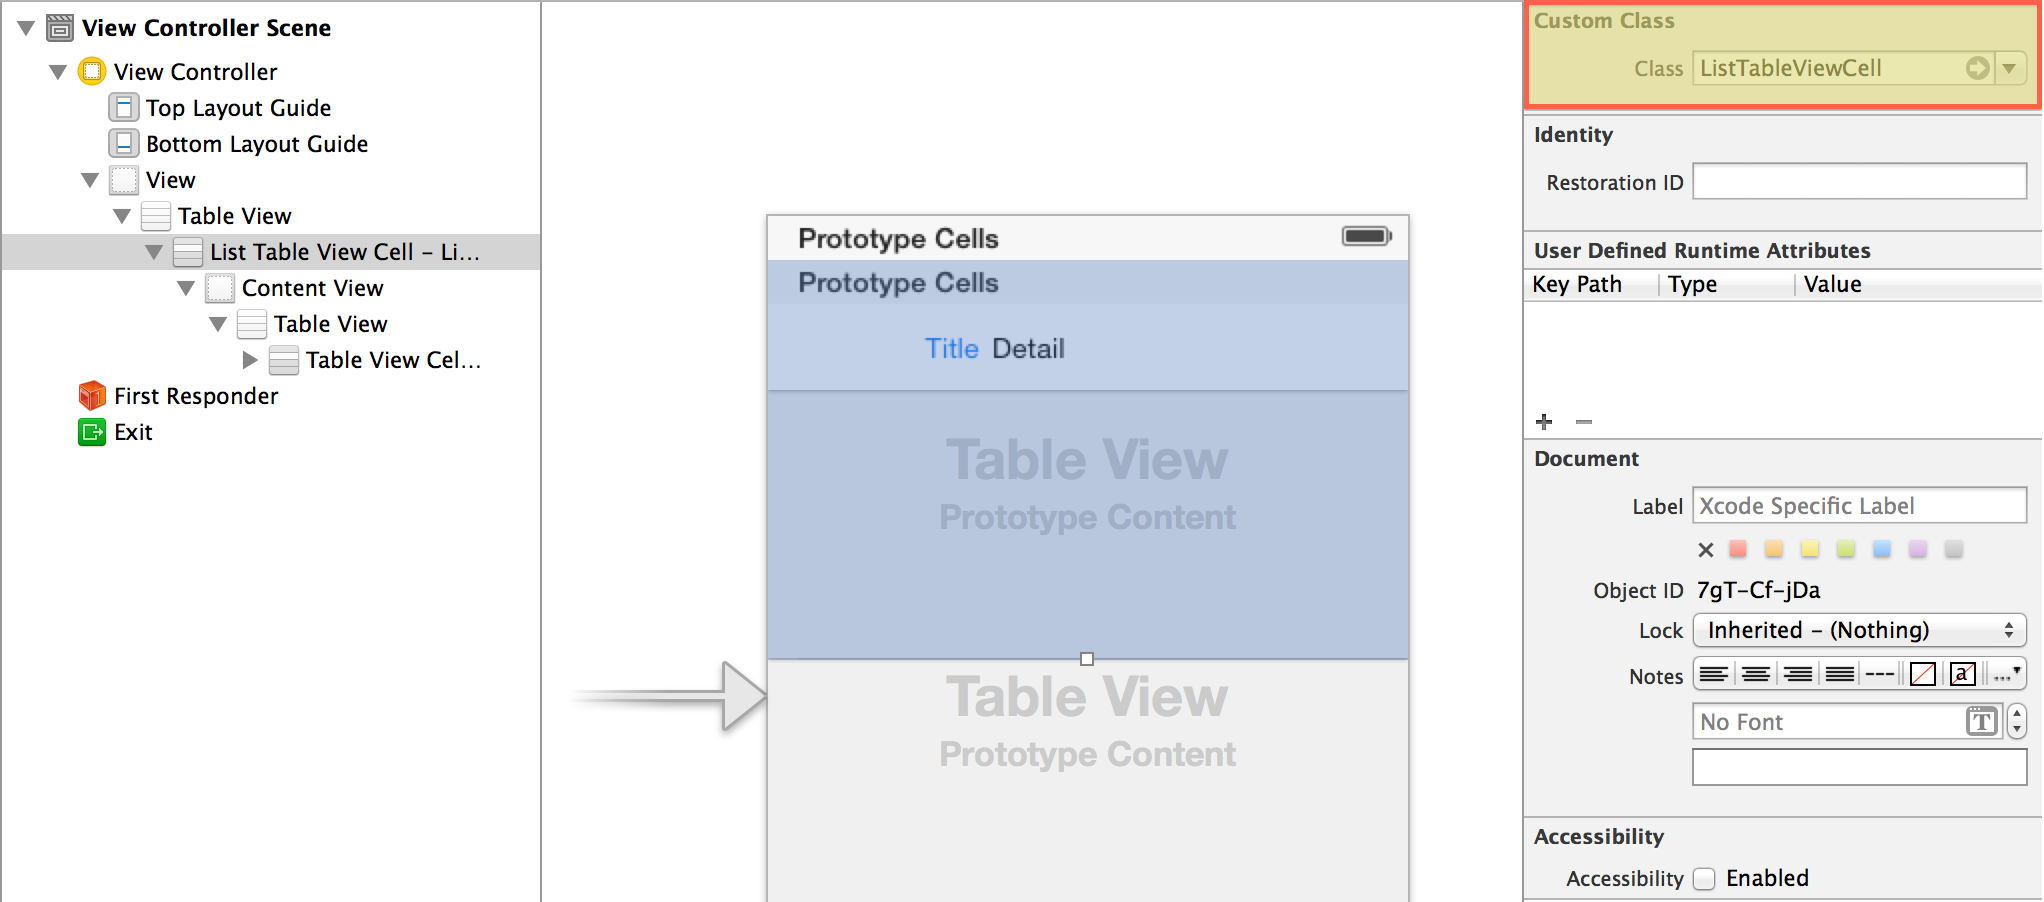 View Controller Scene
View Controller
Top Layout Guide
Bottom Layout Guide
View
Table View
List Table View Cell – Li...
Content View
Table View
Table View Cel...
First Responder
Exit
Prototype Cells
Prototype Cells
Title Detail
Table View
Prototype Content
Table View
Prototype Content
Custom Class
Class ListTableViewCell
Identity
Restoration ID
User Defined Runtime Attributes
Key Path Type Value
Document
Label Xcode Specific Label
Object ID 7gT-Cf-jDa
Lock Inherited – (Nothing)
Notes a ...
No Font T
Accessibility
Accessibility Enabled